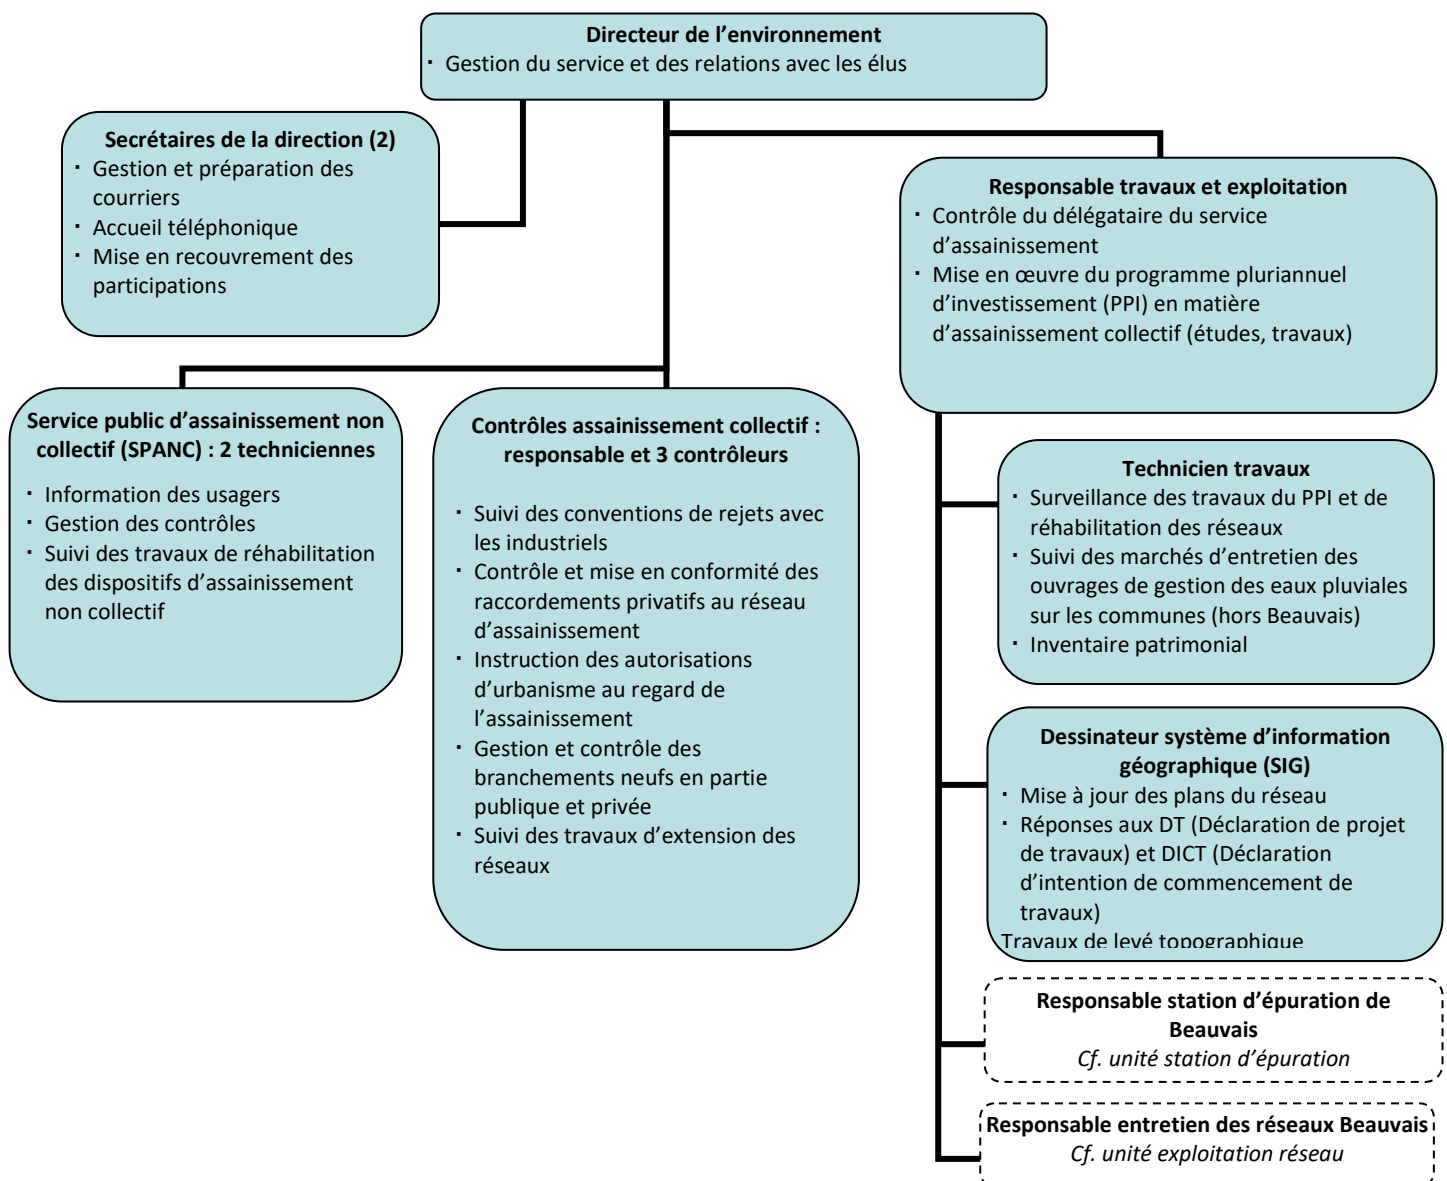 Directeur de l’environnement
· Gestion du service et des relations avec les élus
Secrétaires de la direction (2)
· Gestion et préparation des
courriers
· Accueil téléphonique
· Mise en recouvrement des
participations
Responsable travaux et exploitation
· Contrôle du délégataire du service
d’assainissement
· Mise en œuvre du programme pluriannuel
d’investissement (PPI) en matière
d’assainissement collectif (études, travaux)
Service public d’assainissement non
collectif (SPANC) : 2 techniciennes
· Information des usagers
· Gestion des contrôles
· Suivi des travaux de réhabilitation
des dispositifs d’assainissement
non collectif
Contrôles assainissement collectif :
responsable et 3 contrôleurs
· Suivi des conventions de rejets avec
les industriels
· Contrôle et mise en conformité des
raccordements privatifs au réseau
d’assainissement
· Instruction des autorisations
d’urbanisme au regard de
l’assainissement
· Gestion et contrôle des
branchements neufs en partie
publique et privée
· Suivi des travaux d’extension des
réseaux
Technicien travaux
· Surveillance des travaux du PPI et de
réhabilitation des réseaux
· Suivi des marchés d’entretien des
ouvrages de gestion des eaux pluviales
sur les communes (hors Beauvais)
· Inventaire patrimonial
Dessinateur système d’information
géographique (SIG)
· Mise à jour des plans du réseau
· Réponses aux DT (Déclaration de projet
de travaux) et DICT (Déclaration
d’intention de commencement de
travaux)
Travaux de levé topographique
Responsable station d’épuration de
Beauvais
Cf. unité station d’épuration
Responsable entretien des réseaux Beauvais
Cf. unité exploitation réseau